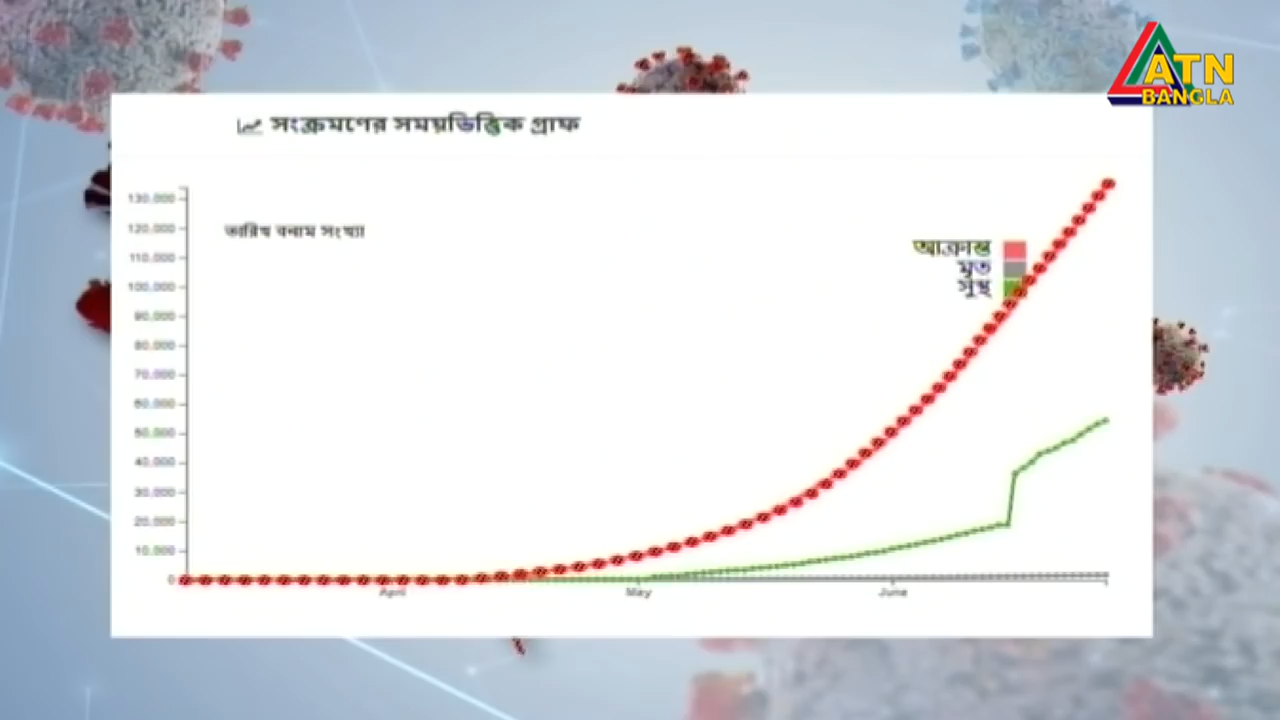 ATN
BANGLA
সংক্রমণের সময়ভিত্তিক গ্রাফ
তারিখ বনাম সংখ্যা
আক্রান্ত
মৃত
সুস্থ
130,000
120,000
110,000
100,000
90,000
80,000
70,000
60,000
50,000
40,000
30,000
20,000
10,000
0
April May June